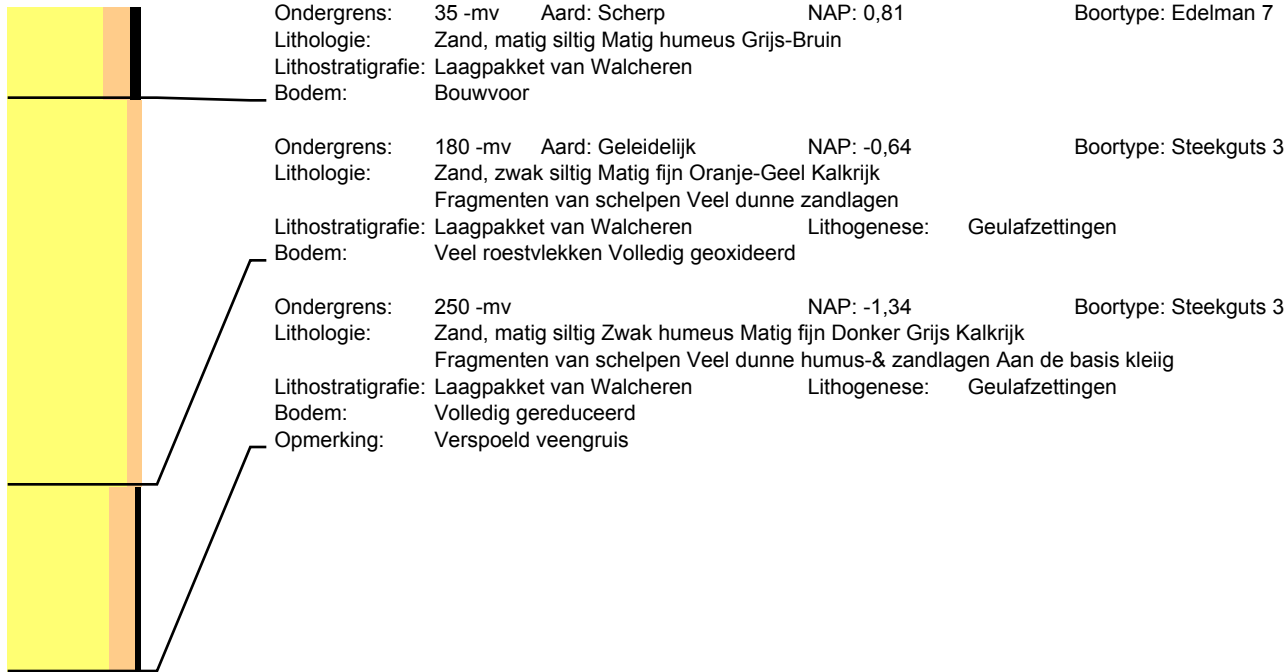 Ondergrens: 35 -mv Aard: Scherp NAP: 0,81 Boortype: Edelman 7
Lithologie: Zand, matig siltig Matig humeus Grijs-Bruin
Lithostratigrafie: Laagpakket van Walcheren
Bodem: Bouwvoor
Ondergrens: 180 -mv Aard: Geleidelijk NAP: -0,64 Boortype: Steekguts 3
Lithologie: Zand, zwak siltig Matig fijn Oranje-Geel Kalkrijk
Fragmenten van schelpen Veel dunne zandlagen
Lithostratigrafie: Laagpakket van Walcheren Lithogenese: Geulafzettingen
Bodem: Veel roestvlekken Volledig geoxideerd
Ondergrens: 250 -mv NAP: -1,34 Boortype: Steekguts 3
Lithologie: Zand, matig siltig Zwak humeus Matig fijn Donker Grijs Kalkrijk
Fragmenten van schelpen Veel dunne humus-& zandlagen Aan de basis kleiig
Lithostratigrafie: Laagpakket van Walcheren Lithogenese: Geulafzettingen
Bodem: Volledig gereduceerd
Opmerking: Verspoeld veengruis